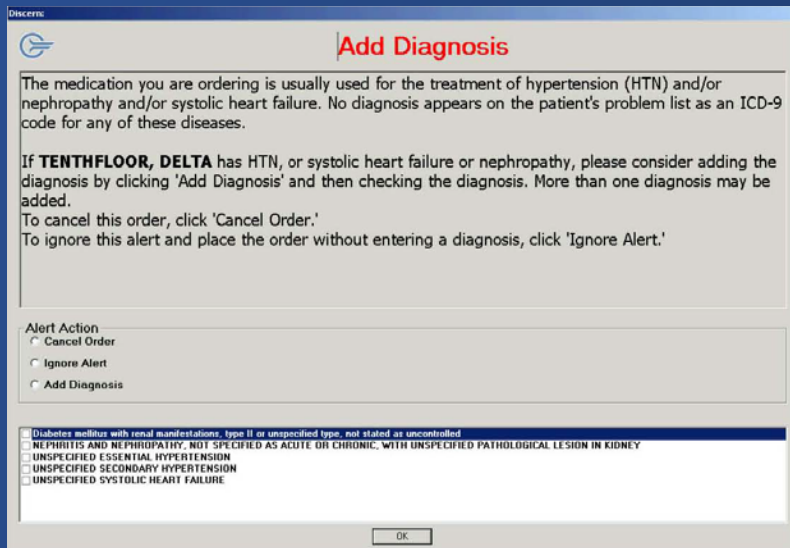 Discern:
Add Diagnosis
The medication you are ordering is usually used for the treatment of hypertension (HTN) and/or
nephropathy and/or systolic heart failure. No diagnosis appears on the patient's problem list as an ICD-9
code for any of these diseases.
If TENTHFLOOR, DELTA has HTN, or systolic heart failure or nephropathy, please consider adding the
diagnosis by clicking 'Add Diagnosis' and then checking the diagnosis. More than one diagnosis may be
added.
To cancel this order, click 'Cancel Order.'
To ignore this alert and place the order without entering a diagnosis, click 'Ignore Alert.'
Alert Action
Cancel Order
Ignore Alert
Add Diagnosis
Diabetes mellitus with renal manifestations, type II or unspecified type, not stated as uncontrolled
NEPHRITIS AND NEPHROPATHY, NOT SPECIFIED AS ACUTE OR CHRONIC, WITH UNSPECIFIED PATHOLOGICAL LESION IN KIDNEY
UNSPECIFIED ESSENTIAL HYPERTENSION
UNSPECIFIED SECONDARY HYPERTENSION
UNSPECIFIED SYSTOLIC HEART FAILURE
OK